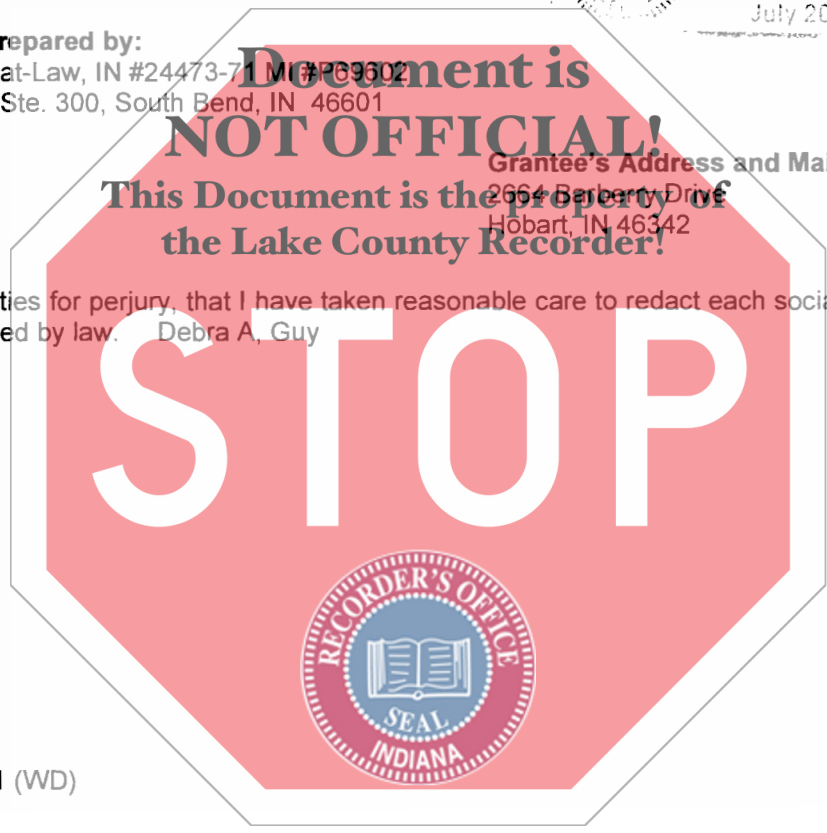 July 20
repared by:
at-Law, IN #24473-71 MI #P69602
Ste. 300, South Bend, IN 46601
Document is
NOT OFFICIAL!
This Document is the property of
the Lake County Recorder!
Grantee's Address and Mai
2664 Barberry Drive
Hobart, IN 46342
ties for perjury, that I have taken reasonable care to redact each socia
ed by law. Debra A, Guy
STOP
RECORDER'S OFFICE
SEAL
INDIANA
(WD)